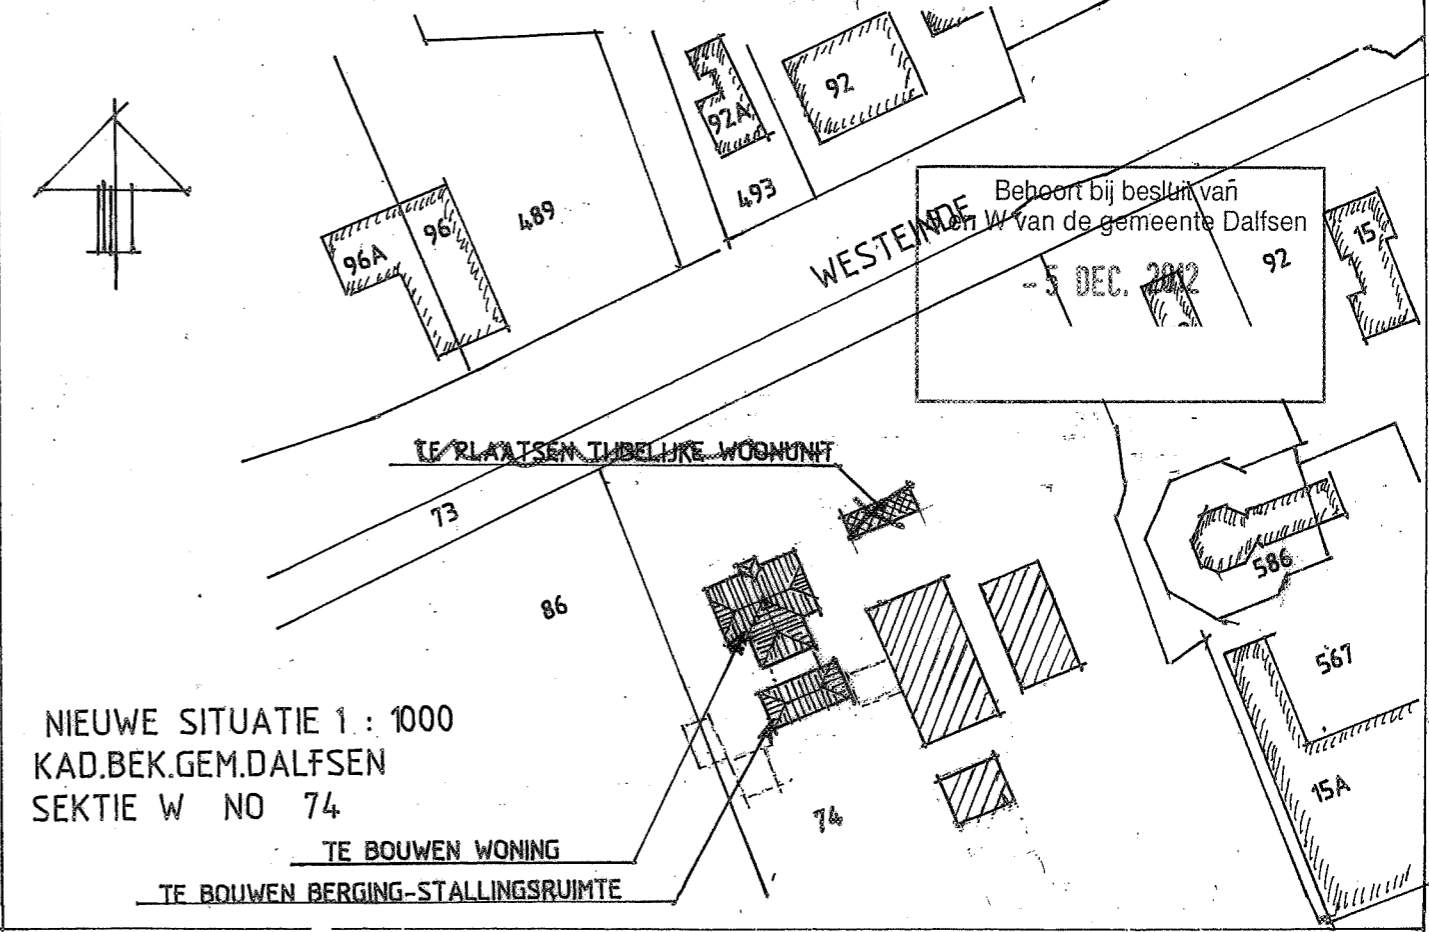 92
92A
493
489
96
96A
WESTEINDE
Behoort bij besluit van
B en W van de gemeente Dalfsen
-5 DEC. 2012
92
15
TE PLAATSEN TIJDELIJKE WOONUNIT
73
86
586
567
15A
74
NIEUWE SITUATIE 1 : 1000
KAD.BEK.GEM.DALFSEN
SEKTIE W NO 74
TE BOUWEN WONING
TE BOUWEN BERGING-STALLINGSRUIMTE